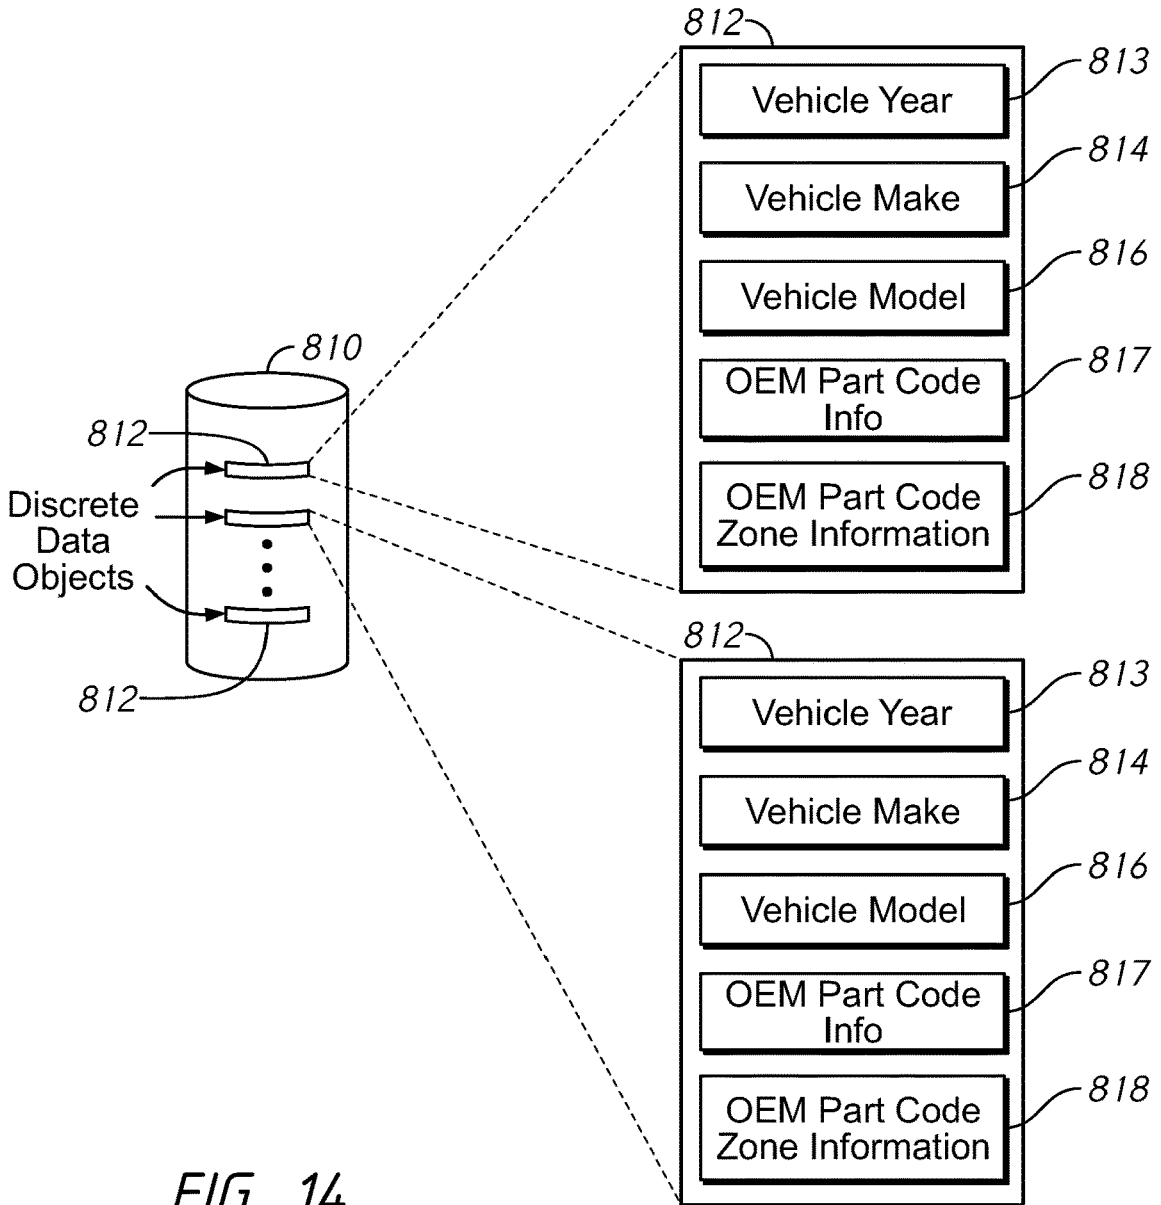 812
Vehicle Year
813
Vehicle Make
814
Vehicle Model
816
OEM Part Code
Info
817
OEM Part Code
Zone Information
818
810
812
Discrete
Data
Objects
812
812
Vehicle Year
813
Vehicle Make
814
Vehicle Model
816
OEM Part Code
Info
817
OEM Part Code
Zone Information
818
FIG. 14